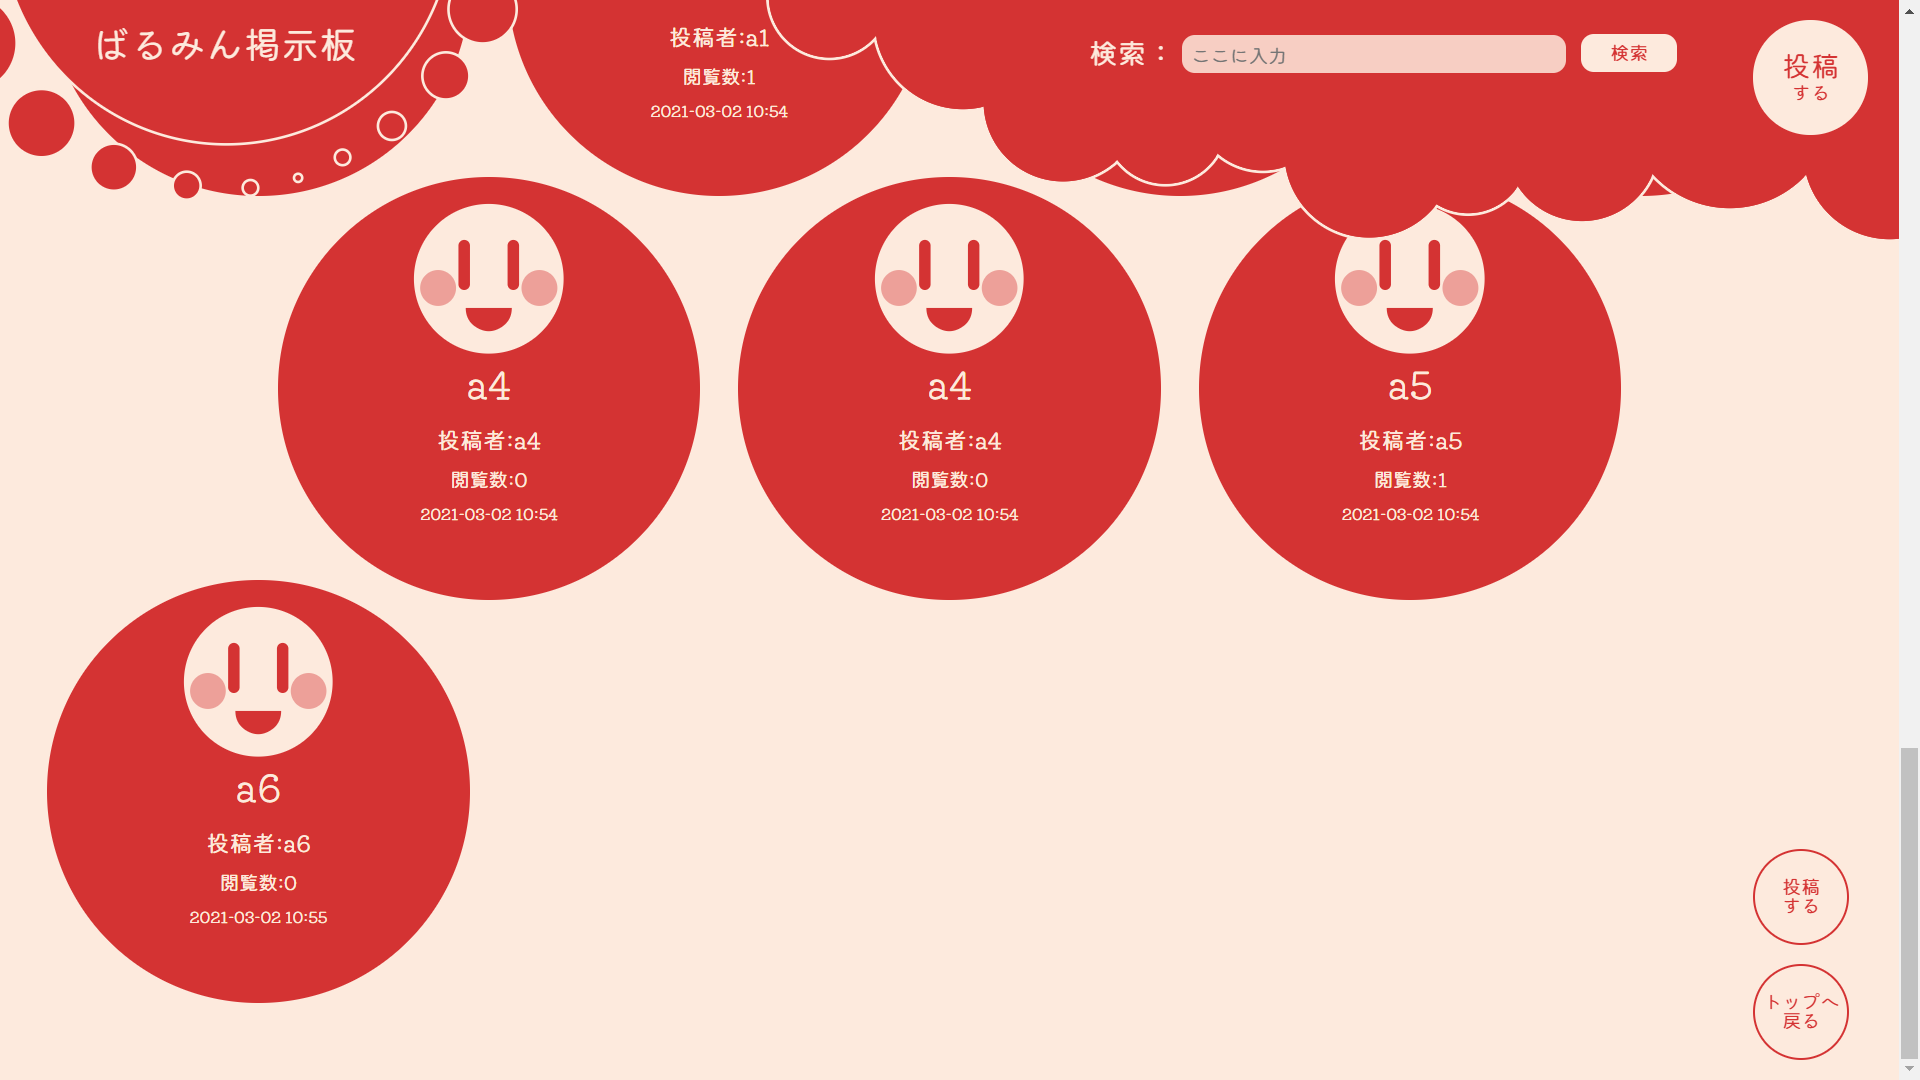 ばるみん掲示板
投稿者:a1
閲覧数:1
2021-03-02 10:54
検索：
ここに入力
検索
投稿
する
a4
投稿者:a4
閲覧数:0
2021-03-02 10:54
a4
投稿者:a4
閲覧数:0
2021-03-02 10:54
a5
投稿者:a5
閲覧数:1
2021-03-02 10:54
a6
投稿者:a6
閲覧数:0
2021-03-02 10:55
投稿
する
トップへ
戻る